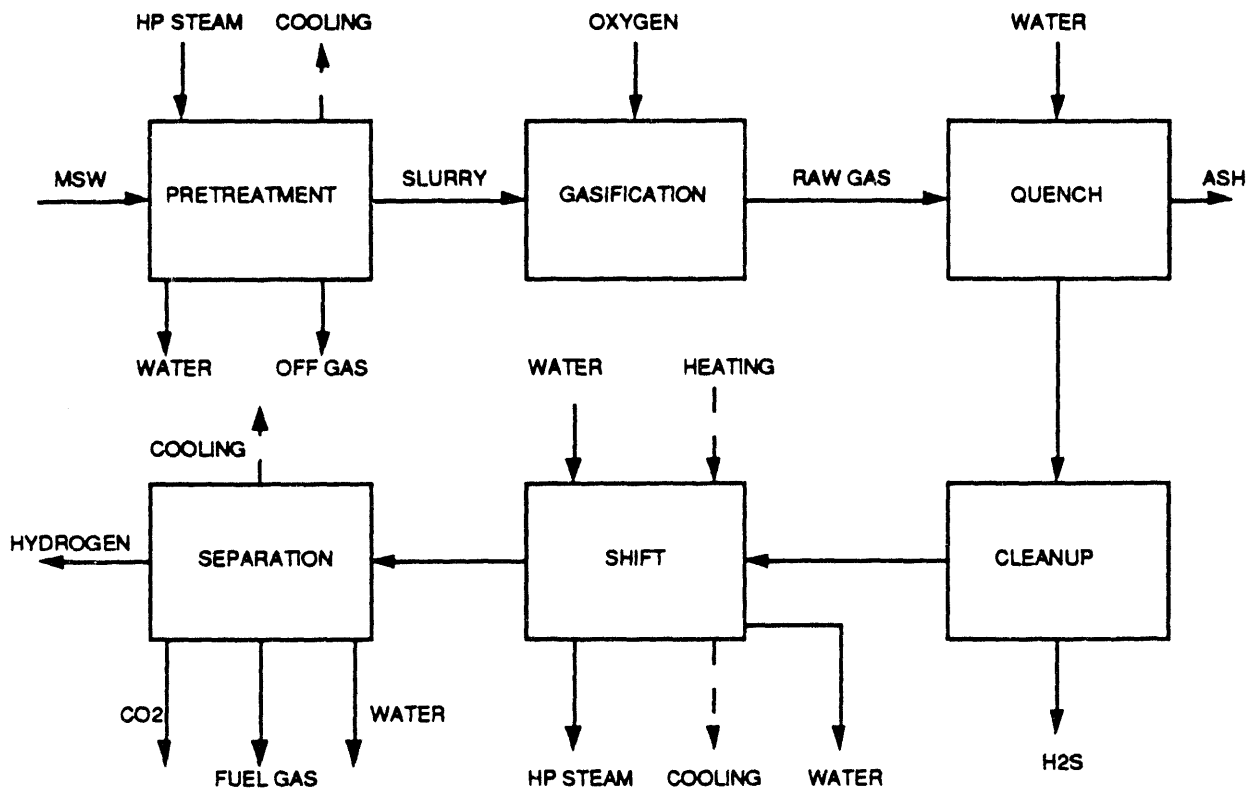 HP STEAM
COOLING
OXYGEN
WATER
MSW
PRETREATMENT
SLURRY
GASIFICATION
RAW GAS
QUENCH
ASH
WATER
OFF GAS
WATER
HEATING
COOLING
HYDROGEN
SEPARATION
SHIFT
CLEANUP
CO2
WATER
FUEL GAS
HP STEAM
COOLING
WATER
H2S